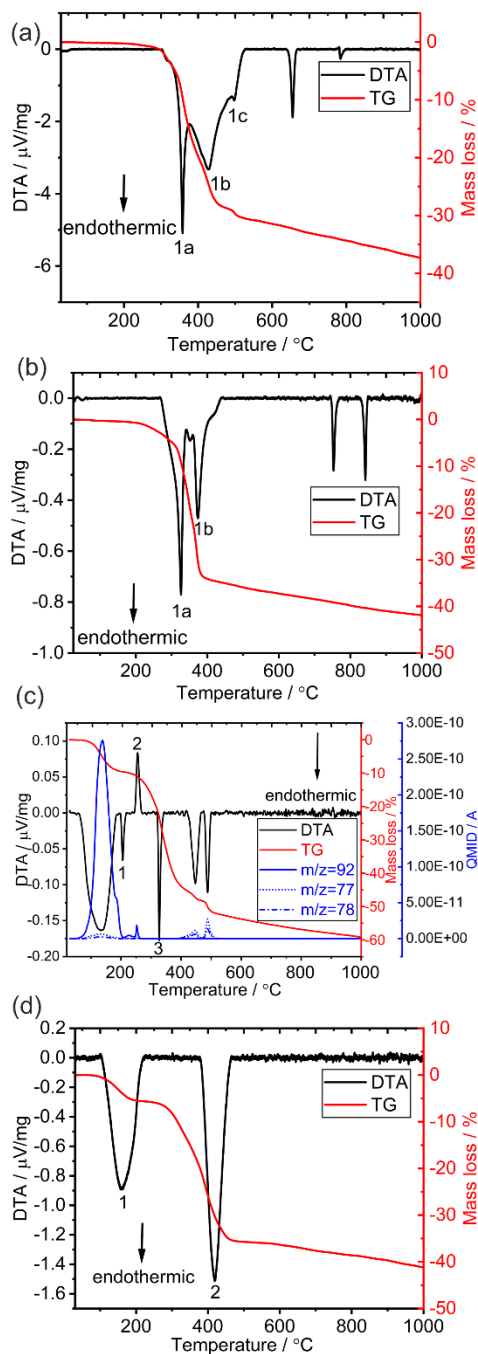 (a)
0
-2
-4
-6
DTA / μV/mg
0
-10
-20
-30
-40
Mass loss / %
DTA
TG
1c
1b
1a
endothermic
200 400 600 800 1000
Temperature / °C
(b)
0.0
-0.2
-0.4
-0.6
-0.8
-1.0
DTA / μV/mg
10
0
-10
-20
-30
-40
-50
Mass loss / %
DTA
TG
1b
1a
endothermic
200 400 600 800 1000
Temperature / °C
(c)
0.10
0.05
0.00
-0.05
-0.10
-0.15
-0.20
DTA / μV/mg
0
-10
-20
-30
-40
-50
-60
Mass loss / %
3.00E-10
2.50E-10
2.00E-10
1.50E-10
1.00E-10
5.00E-11
0.00E+00
QMID / A
2
endothermic
DTA
TG
m/z=92
m/z=77
m/z=78
1
3
0 200 400 600 800 1000
Temperature / °C
(d)
0.2
0.0
-0.2
-0.4
-0.6
-0.8
-1.0
-1.2
-1.4
-1.6
DTA / μV/mg
10
0
-10
-20
-30
-40
-50
Mass loss / %
DTA
TG
1
endothermic
2
200 400 600 800 1000
Temperature / °C